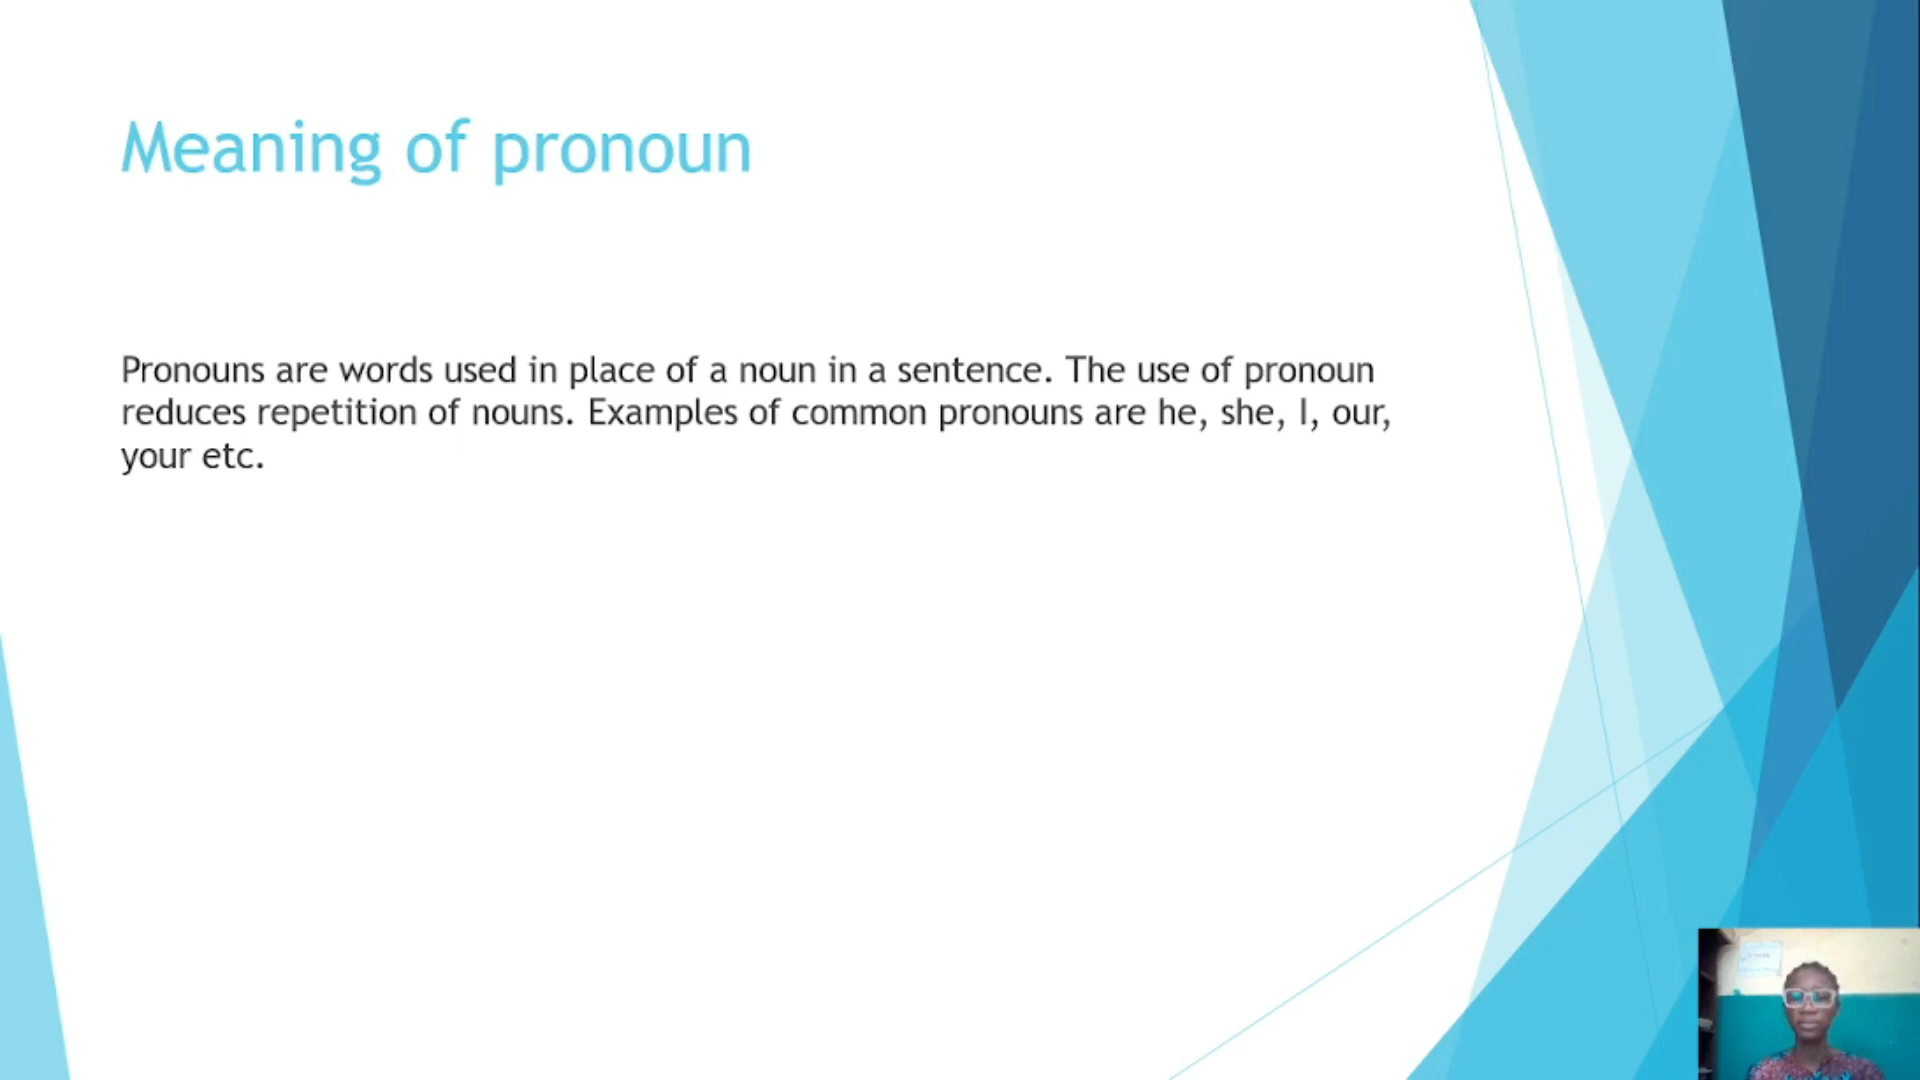 Meaning of pronoun
Pronouns are words used in place of a noun in a sentence. The use of pronoun
reduces repetition of nouns. Examples of common pronouns are he, she, I, our,
your etc.